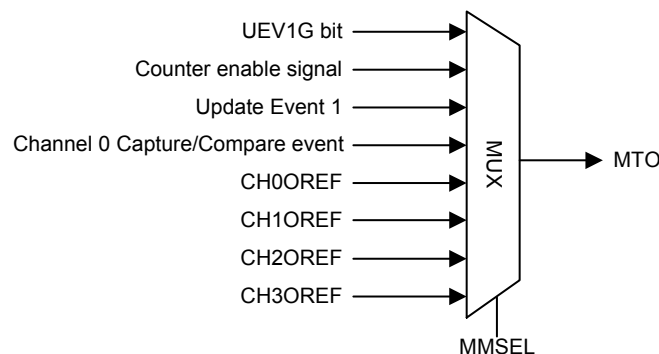 UEV1G bit
Counter enable signal
Update Event 1
Channel 0 Capture/Compare event
CH0OREF
CH1OREF
CH2OREF
CH3OREF
MUX
MTO
MMSEL